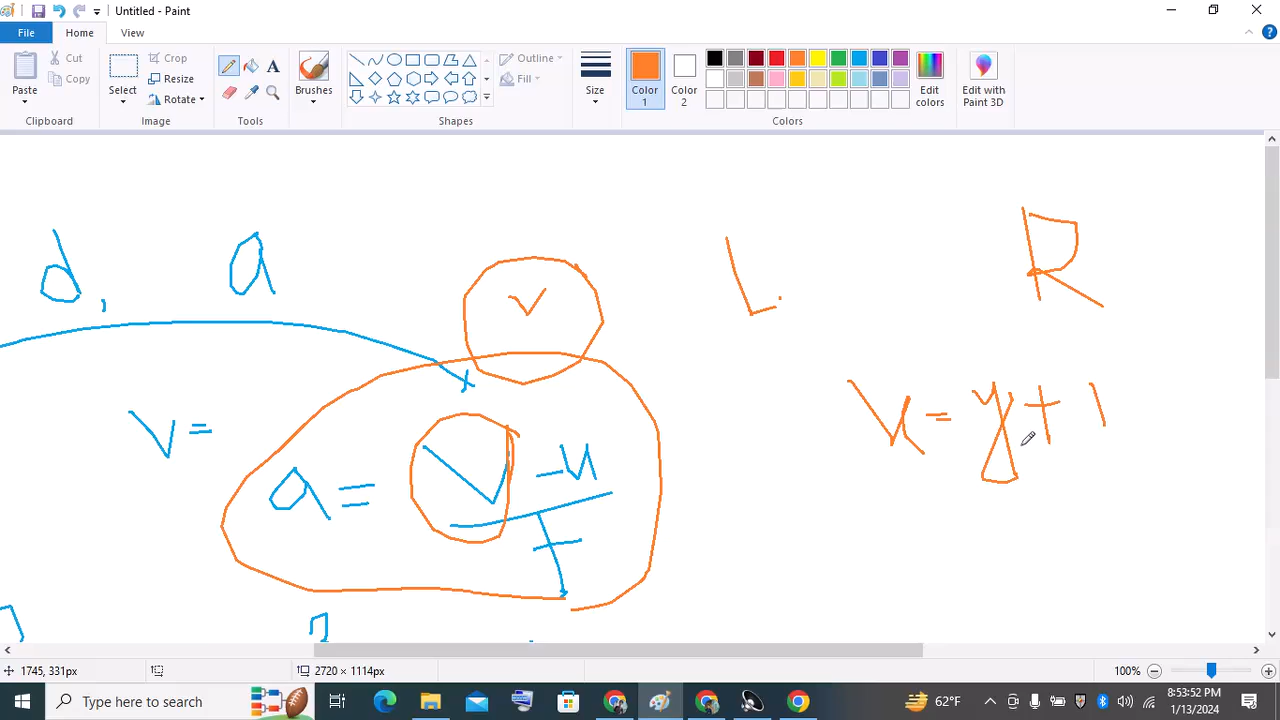 Untitled - Paint
File Home View
Paste
Cut
Copy
Clipboard
Select
Crop
Resize
Rotate
Image
A
Tools
Brushes
Outline
Fill
Shapes
Size
Color 1
Color 2
Edit colors
Edit with Paint 3D
Colors
d, a
v
L.
R
v =
a = V - u
t
x = y + 1
?
1745, 331px
2720 × 1114px
100%
Type here to search
62°F
8:53:52 PM
1/13/2024